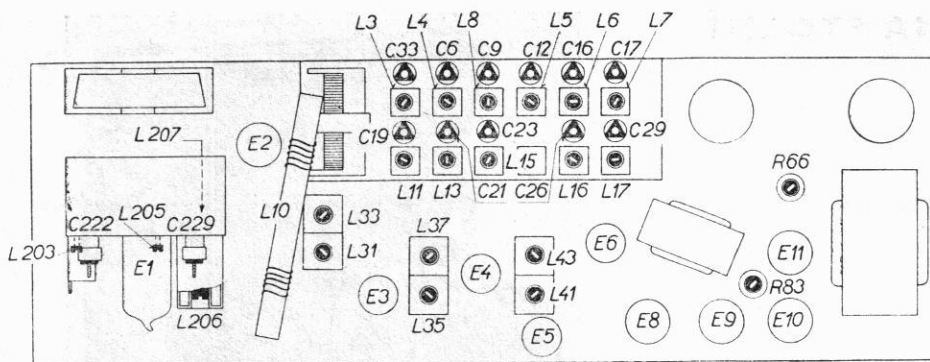 L3 L4 L8 L5 L6 L7
C33 C6 C9 C12 C16 C17
L207 C19 E2 C23 C29
L15
L11 L13 C21 C26 L16 L17
R66
C222 L205 C229 L10 L33 L37
L203 E1 L31 E4 L43 E6 E11
E3 L41 R83
L206 L35 E5 E8 E9 E10